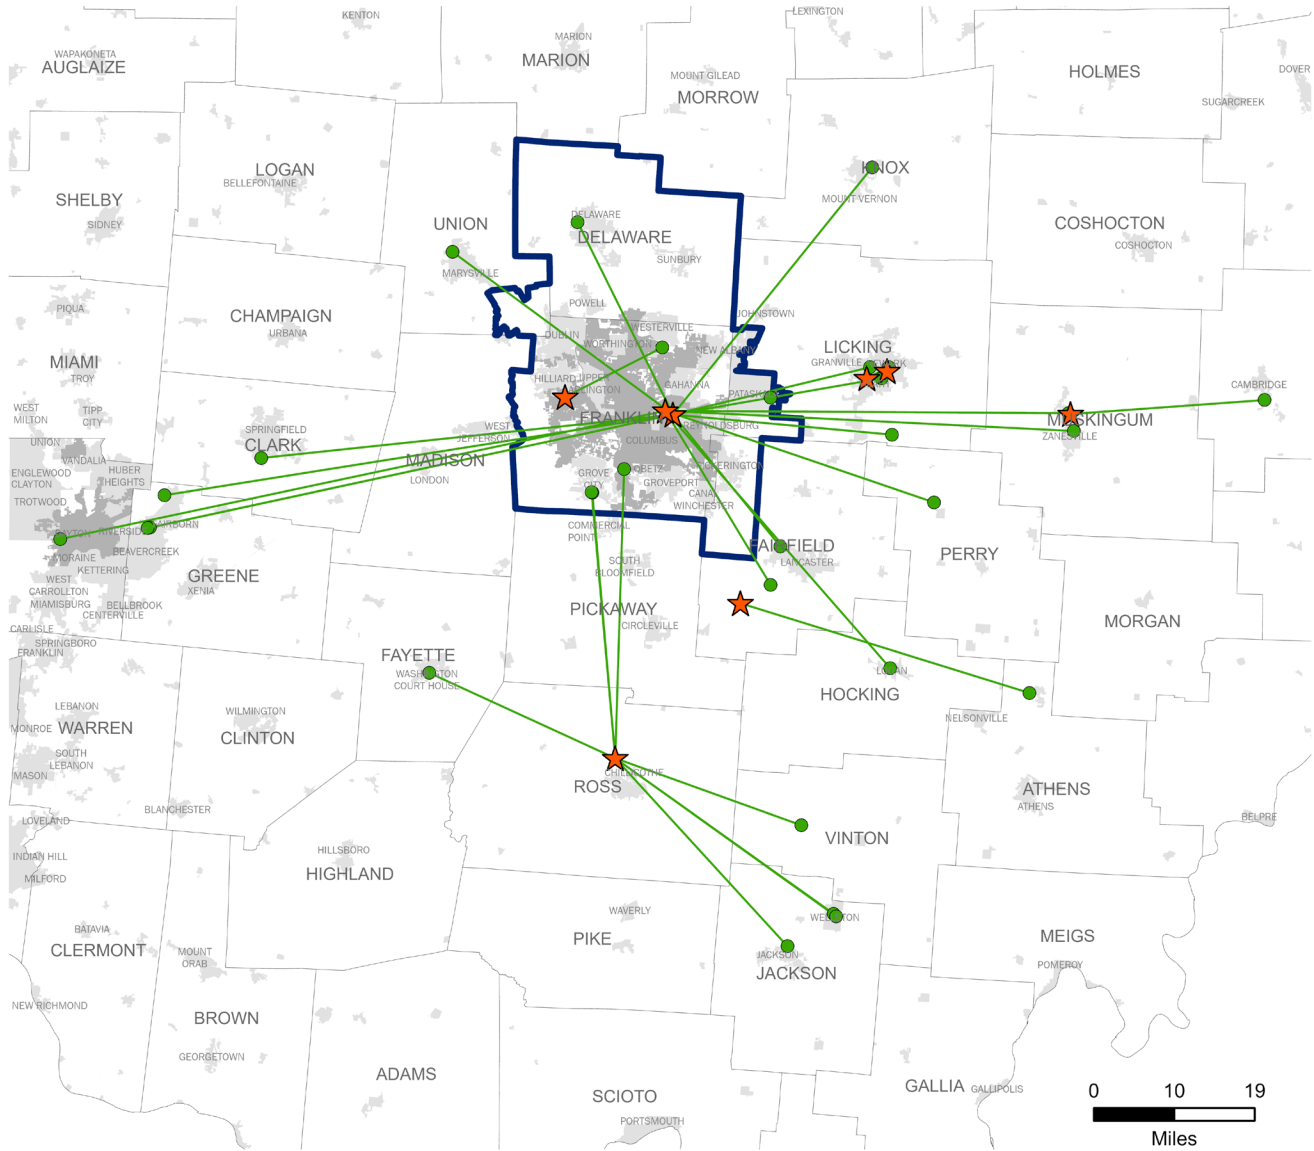 LEXINGTON
KENTON
MARION
WAPAKONETA
MARION
AUGLAIZE
MOUNT GILEAD
HOLMES
DOVER
MORROW
SUGARCREEK
LOGAN
BELLEFONTAINE
KNOX
MOUNT VERNON
SHELBY
SIDNEY
UNION
DELAWARE
DELAWARE
COSHOCTON
COSHOCTON
MARYSVILLE
SUNBURY
PIQUA
POWELL
CHAMPAIGN
URBANA
JOHNSTOWN
WESTERVILLE
DUBLIN
WORTHINGTON
NEW ALBANY
LICKING
MIAMI
TROY
GRANVILLE
HILLIARD
UPPER
GAHANNA
CAMBRIDGE
WEST
MILTON
TIPP
CITY
FRANKLIN
MUSKINGUM
SPRINGFIELD
CLARK
WEST
JEFFERSON
REYNOLDSBURG
ZANESVILLE
UNION
COLUMBUS
VANDALIA
MADISON
LONDON
PICKERINGTON
ENGLEWOOD
CLAYTON
HUBER
HEIGHTS
GROVE
CITY
OBETZ
GROVEPORT
CANAL
WINCHESTER
TROTWOOD
DAYTON
RIVERSIDE
FAIRBORN
COMMERCIAL
POINT
FAIRFIELD
LANCASTER
PERRY
MORAINE
BEAVERCREEK
KETTERING
SOUTH
BLOOMFIELD
GREENE
XENIA
WEST
CARROLLTON
MIAMISBURG
BELLBROOK
CENTERVILLE
PICKAWAY
CIRCLEVILLE
MORGAN
CARLISLE
SPRINGBORO
FRANKLIN
FAYETTE
WASHINGTON
COURT HOUSE
LOGAN
HOCKING
LEBANON
WILMINGTON
NELSONVILLE
MONROE
WARREN
CLINTON
SOUTH
LEBANON
MASON
CHILLICOTHE
ROSS
ATHENS
ATHENS
BLANCHESTER
LOVELAND
BELPRE
VINTON
INDIAN HILL
HILLSBORO
HIGHLAND
MILFORD
WAVERLY
WELLSTON
BATAVIA
CLERMONT
PIKE
MEIGS
MOUNT
ORAB
JACKSON
JACKSON
POMEROY
NEW RICHMOND
BROWN
GEORGETOWN
ADAMS
GALLIA
GALLIPOLIS
SCIOTO
PORTSMOUTH
0 10 19
Miles